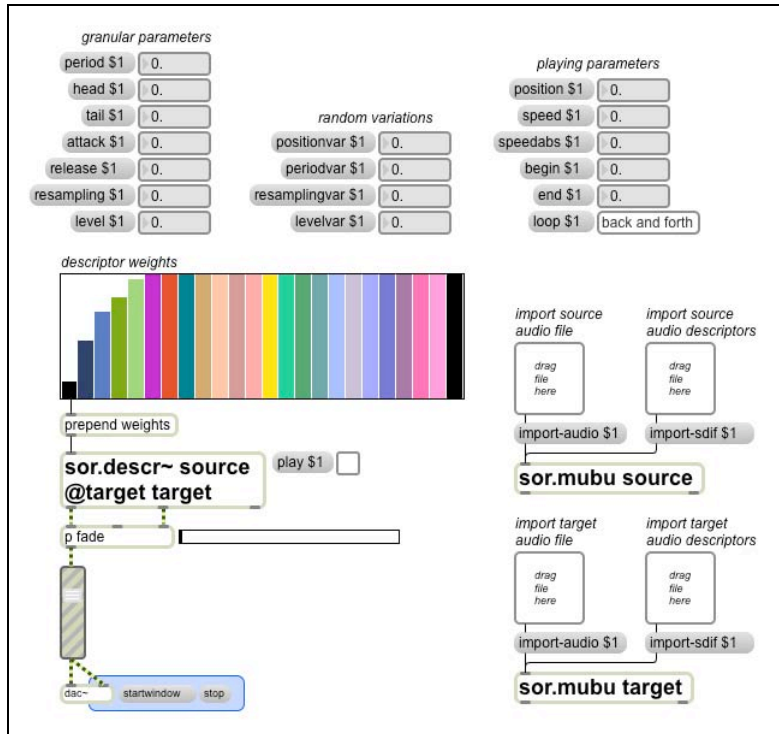 granular parameters
period $1 0.
head $1 0.
tail $1 0.
attack $1 0.
release $1 0.
resampling $1 0.
level $1 0.
random variations
positionvar $1 0.
periodvar $1 0.
resamplingvar $1 0.
levelvar $1 0.
playing parameters
position $1 0.
speed $1 0.
speedabs $1 0.
begin $1 0.
end $1 0.
loop $1 back and forth
descriptor weights
prepend weights
sor.descr~ source
@target target
play $1
p fade
dac~ startwindow stop
import source
audio file
import source
audio descriptors
drag
file
here
drag
file
here
import-audio $1 import-sdif $1
sor.mubu source
import target
audio file
import target
audio descriptors
drag
file
here
drag
file
here
import-audio $1 import-sdif $1
sor.mubu target